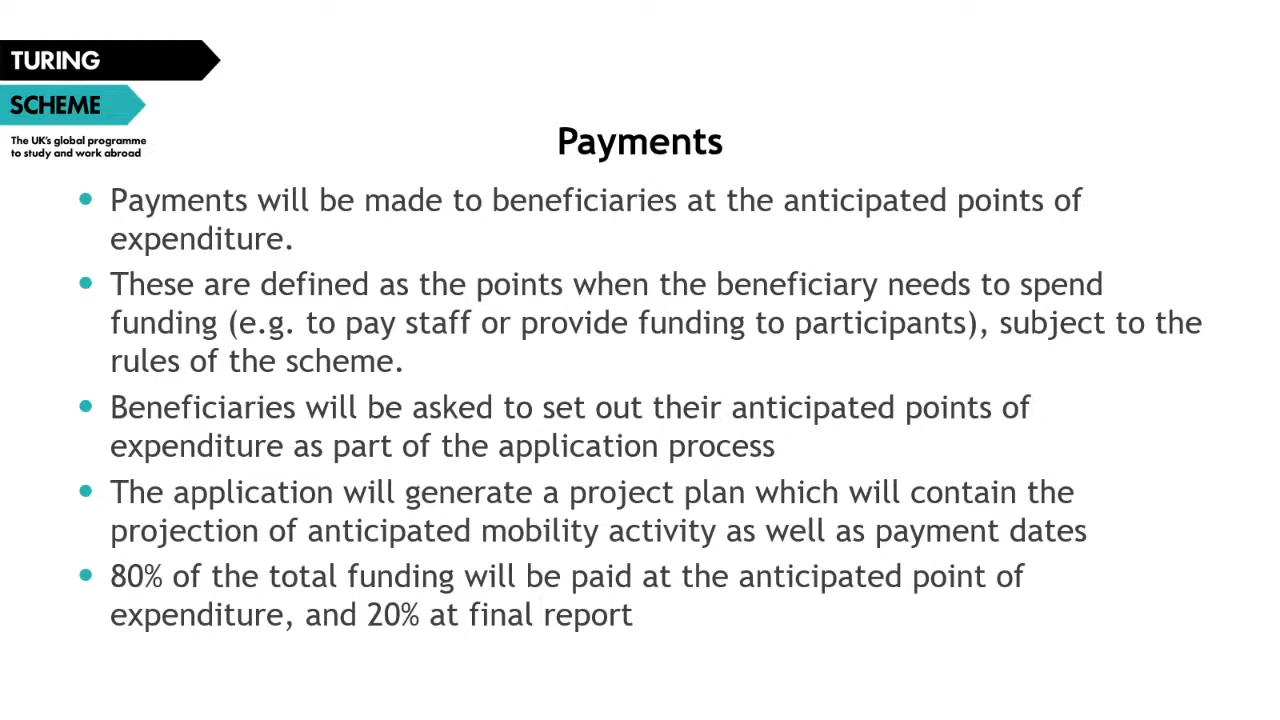 TURING
SCHEME
The UK's global programme
to study and work abroad
Payments
• Payments will be made to beneficiaries at the anticipated points of
expenditure.
• These are defined as the points when the beneficiary needs to spend
funding (e.g. to pay staff or provide funding to participants), subject to the
rules of the scheme.
• Beneficiaries will be asked to set out their anticipated points of
expenditure as part of the application process
• The application will generate a project plan which will contain the
projection of anticipated mobility activity as well as payment dates
• 80% of the total funding will be paid at the anticipated point of
expenditure, and 20% at final report